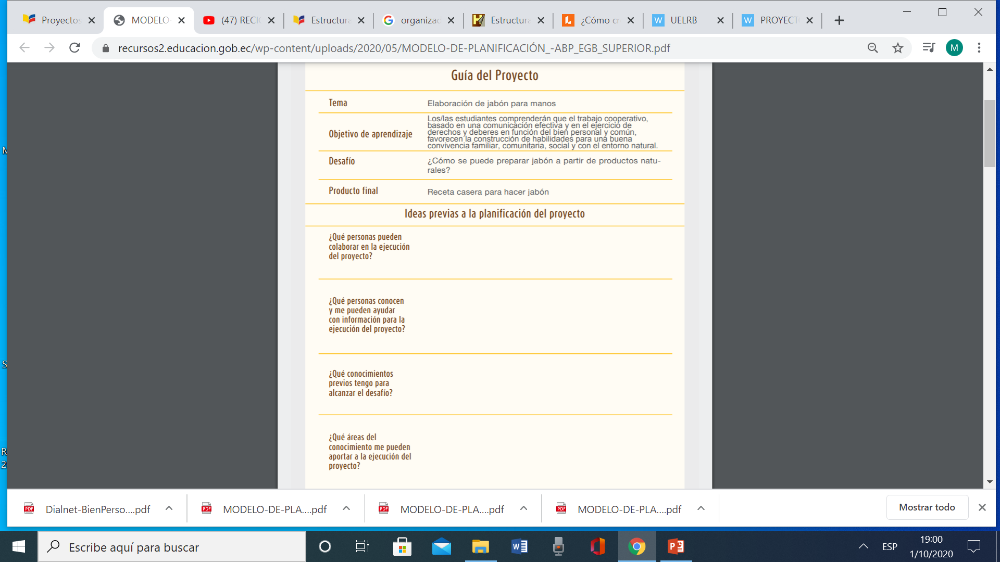 Proyectos
MODELO-
(47) RECI
Estructura
organizad
Estructura
¿Cómo cr
UELRB
PROYECT
recursos2.educacion.gob.ec/wp-content/uploads/2020/05/MODELO-DE-PLANIFICACIÓN_-ABP_EGB_SUPERIOR.pdf
M
Guía del Proyecto
Tema
Elaboración de jabón para manos
Objetivo de aprendizaje
Los/las estudiantes comprenderán que el trabajo cooperativo,
basado en una comunicación efectiva y en el ejercicio de
derechos y deberes en función del bien personal y común,
favorecen la construcción de habilidades para una buena
convivencia familiar, comunitaria, social y con el entorno natural.
Desafío
¿Cómo se puede preparar jabón a partir de productos natu-
rales?
Producto final
Receta casera para hacer jabón
Ideas previas a la planificación del proyecto
¿Qué personas pueden
colaborar en la ejecución
del proyecto?
¿Qué personas conocen
y me pueden ayudar
con información para la
ejecución del proyecto?
¿Qué conocimientos
previos tengo para
alcanzar el desafío?
¿Qué áreas del
conocimiento me pueden
aportar a la ejecución del
proyecto?
Dialnet-BienPerso....pdf
MODELO-DE-PLA....pdf
MODELO-DE-PLA....pdf
MODELO-DE-PLA....pdf
Mostrar todo
Escribe aquí para buscar
ESP
19:00
1/10/2020